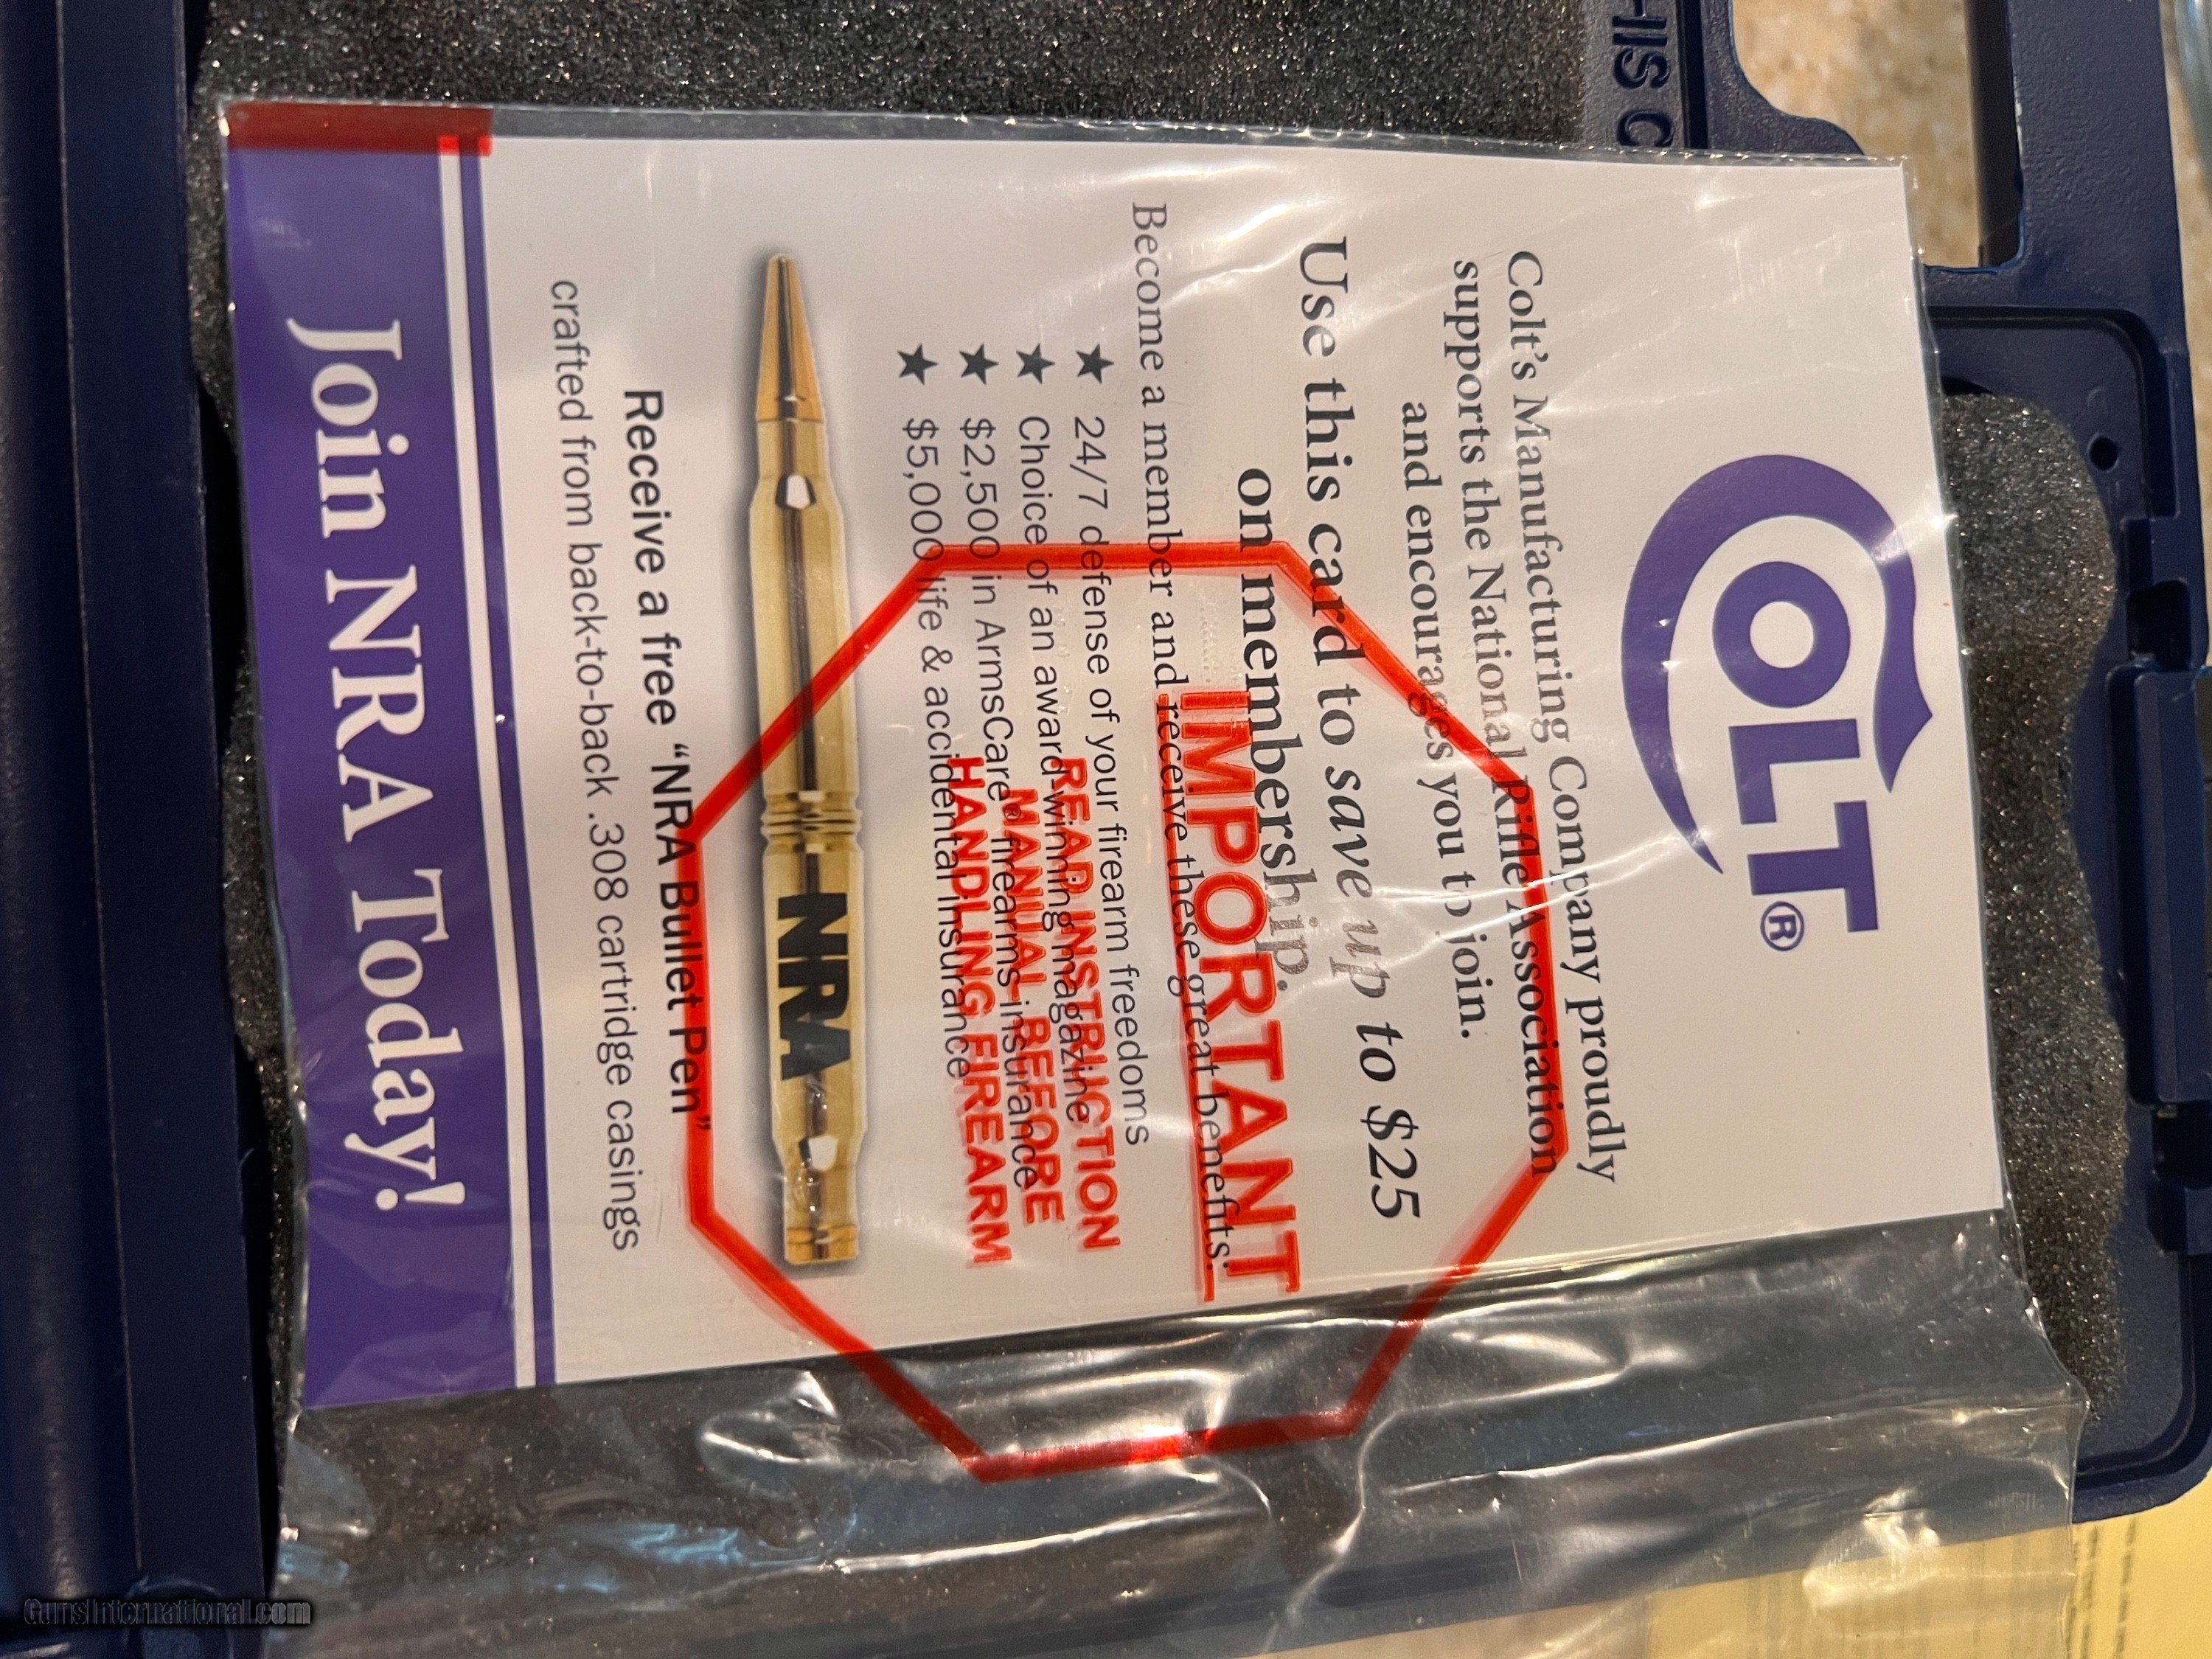 COLT®
Colt's Manufacturing Company proudly
supports the National Rifle Association
and encourages you to join.
Use this card to save up to $25
on membership.
Become a member and receive these great benefits:
★ 24/7 defense of your firearm freedoms
★ Choice of an award-winning magazine
★ $2,500 in ArmsCare® firearms insurance
★ $5,000 life & accidental insurance
NRA
Receive a free “NRA Bullet Pen”
crafted from back-to-back .308 cartridge casings
Join NRA Today!
IMPORTANT
READ INSTRUCTION
MANUAL BEFORE
HANDLING FIREARM
HIS C
GunsInternational.com